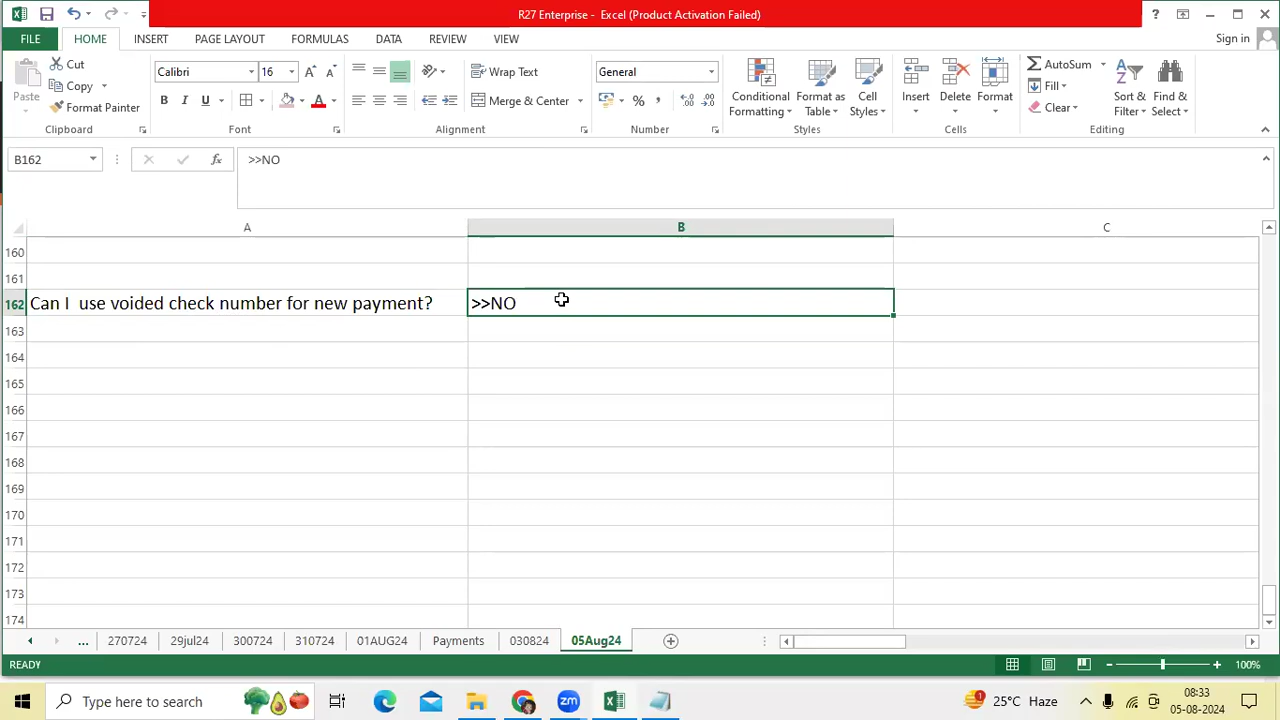 R27 Enterprise - Excel (Product Activation Failed)
FILE HOME INSERT PAGE LAYOUT FORMULAS DATA REVIEW VIEW Sign in
Cut
Copy
Format Painter
Paste
Clipboard
Calibri 16
B I U
Font
Wrap Text
Merge & Center
Alignment
General
% ,
Number
Conditional Formatting
Format as Table
Cell Styles
Styles
Insert Delete Format
Cells
AutoSum
Fill
Clear
Sort & Filter
Find & Select
Editing
B162 fx >>NO
A B C
160
161
162 Can I use voided check number for new payment? >>NO
163
164
165
166
167
168
169
170
171
172
173
174
... 270724 29jul24 300724 310724 01AUG24 Payments 030824 05Aug24
READY 100%
Type here to search 25°C Haze 08:33
05-08-2024